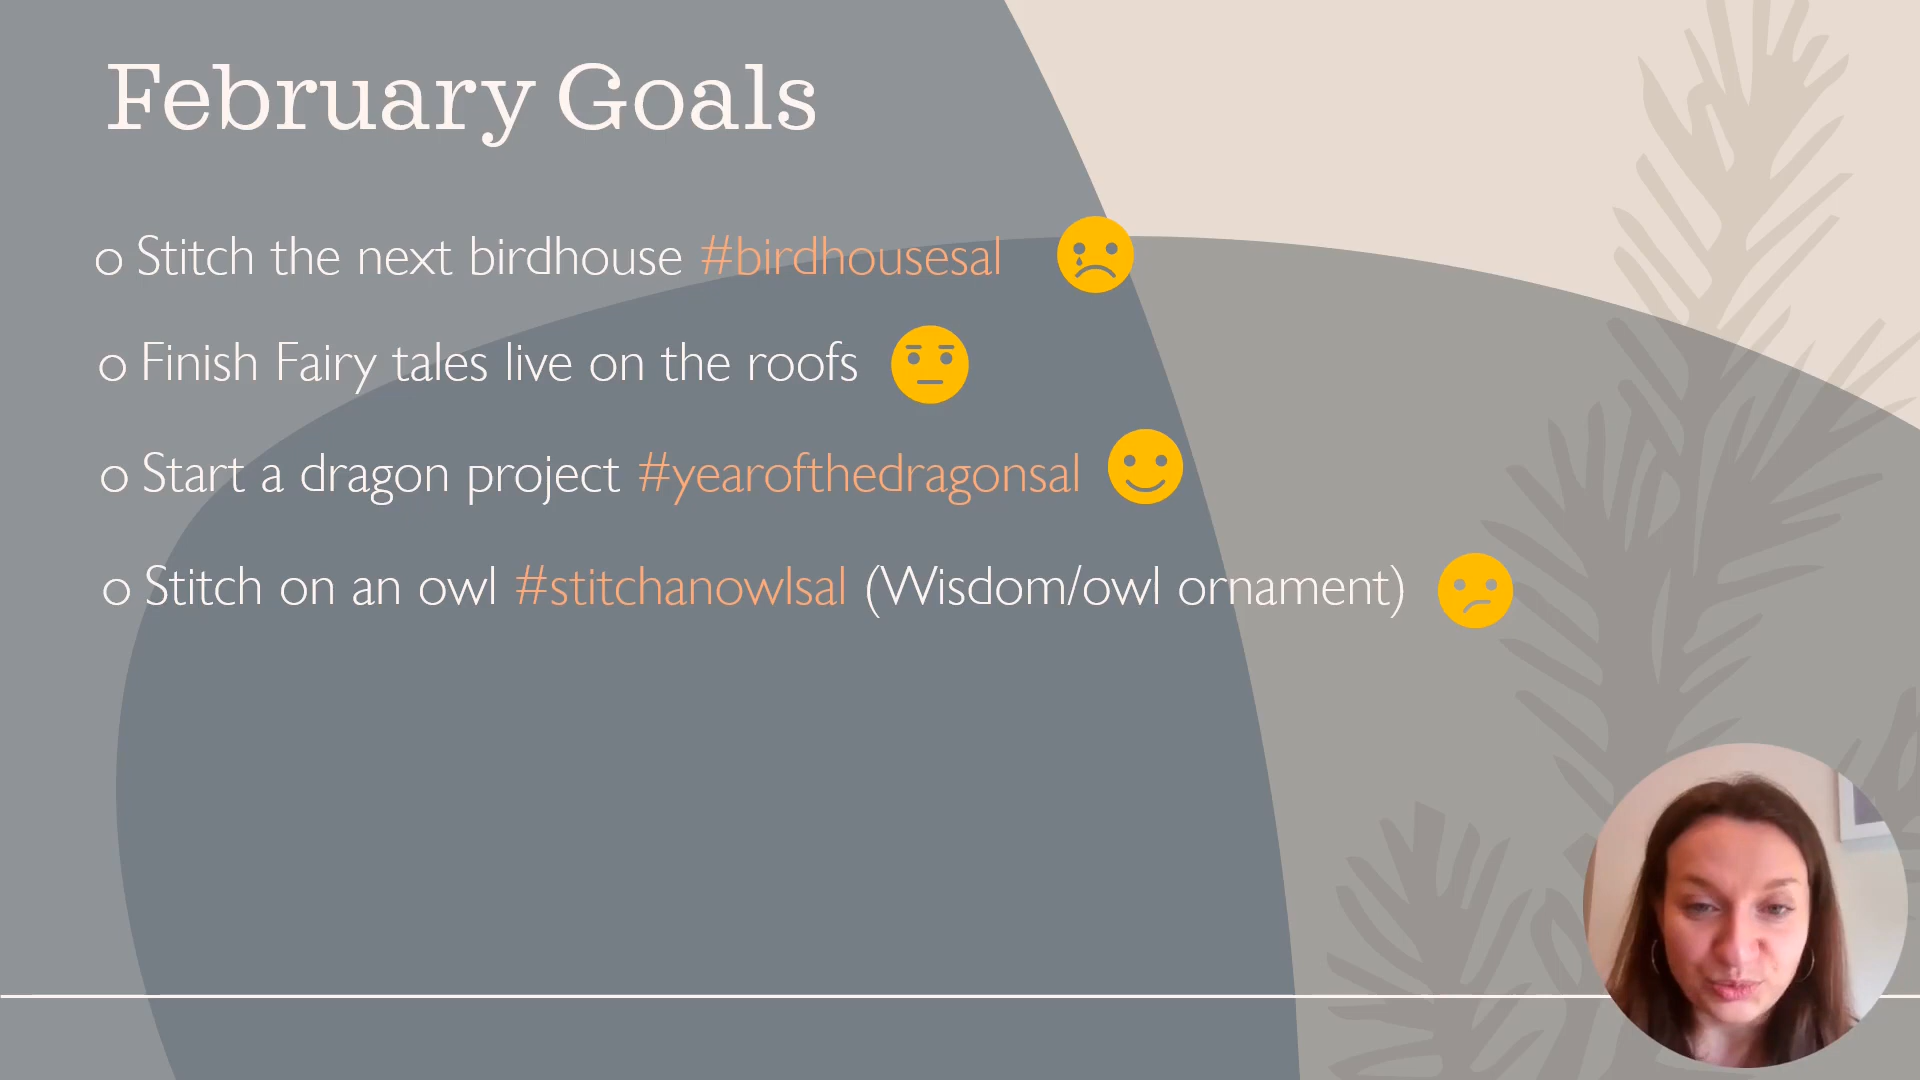 February Goals
o Stitch the next birdhouse #birdhousesal
o Finish Fairy tales live on the roofs
o Start a dragon project #yearofthedragonsal
o Stitch on an owl #stitchanowlsal (Wisdom/owl ornament)